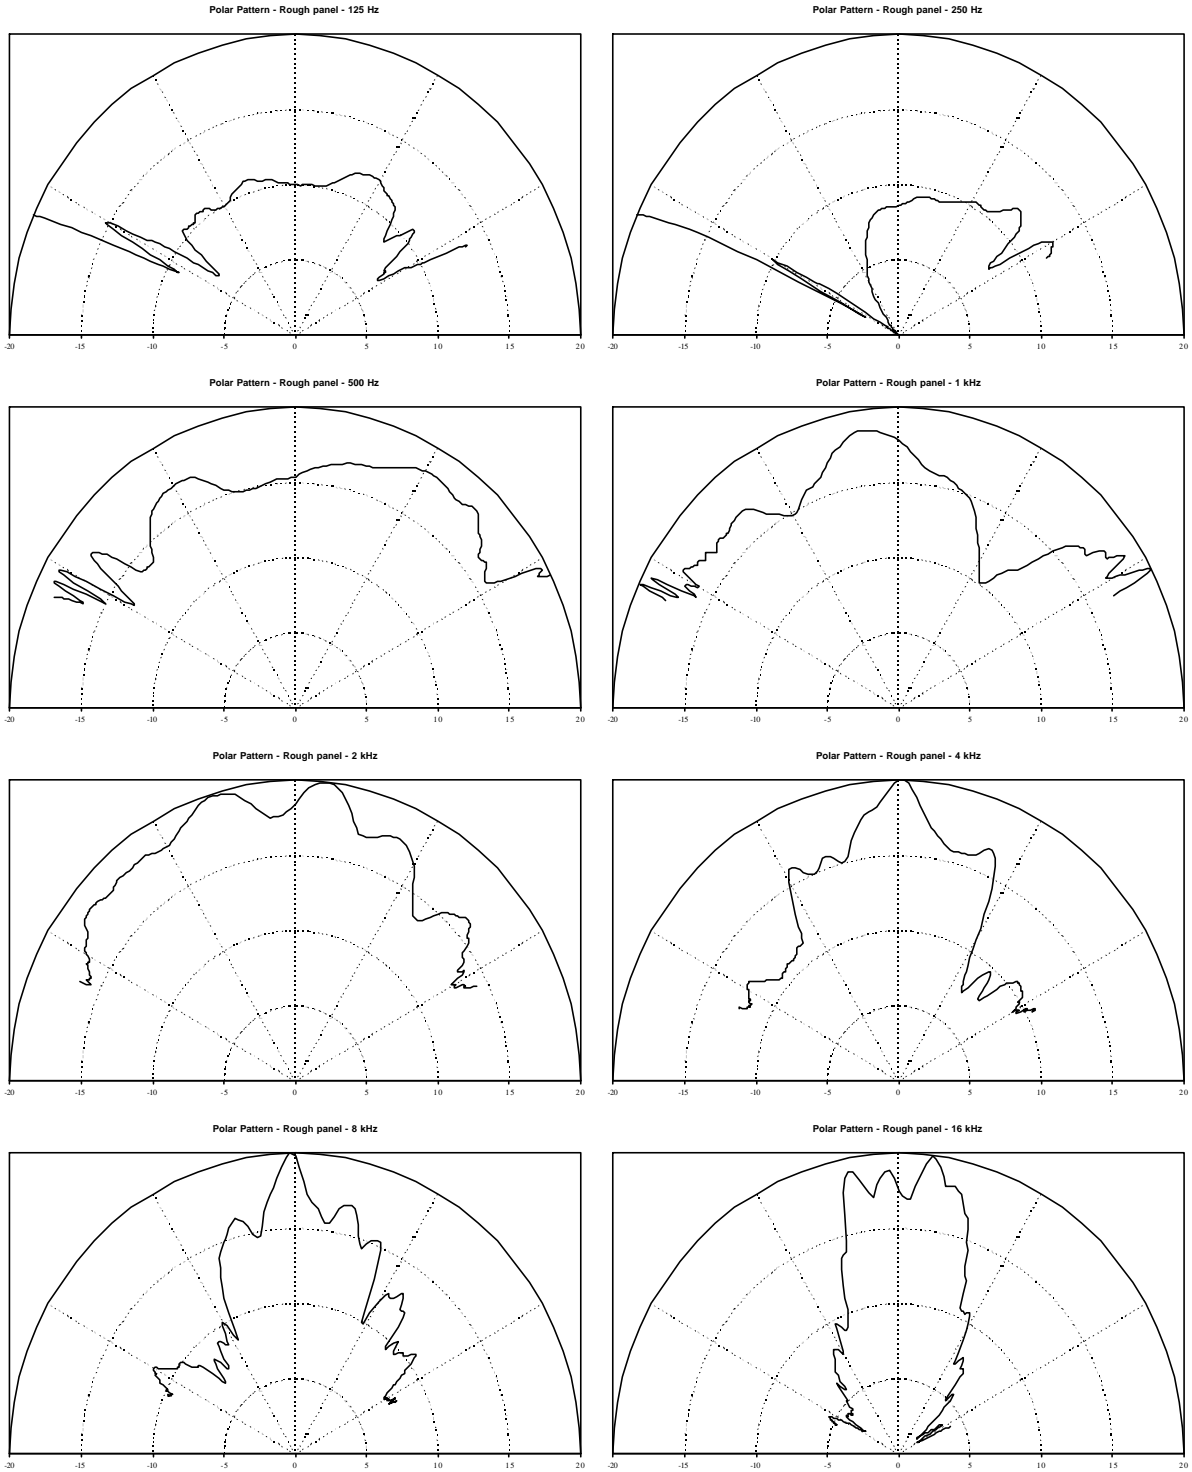 Polar Pattern - Rough panel - 125 Hz
-20 -15 -10 -5 0 5 10 15 20
Polar Pattern - Rough panel - 250 Hz
-20 -15 -10 -5 0 5 10 15 20
Polar Pattern - Rough panel - 500 Hz
-20 -15 -10 -5 0 5 10 15 20
Polar Pattern - Rough panel - 1 kHz
-20 -15 -10 -5 0 5 10 15 20
Polar Pattern - Rough panel - 2 kHz
-20 -15 -10 -5 0 5 10 15 20
Polar Pattern - Rough panel - 4 kHz
-20 -15 -10 -5 0 5 10 15 20
Polar Pattern - Rough panel - 8 kHz
-20 -15 -10 -5 0 5 10 15 20
Polar Pattern - Rough panel - 16 kHz
-20 -15 -10 -5 0 5 10 15 20